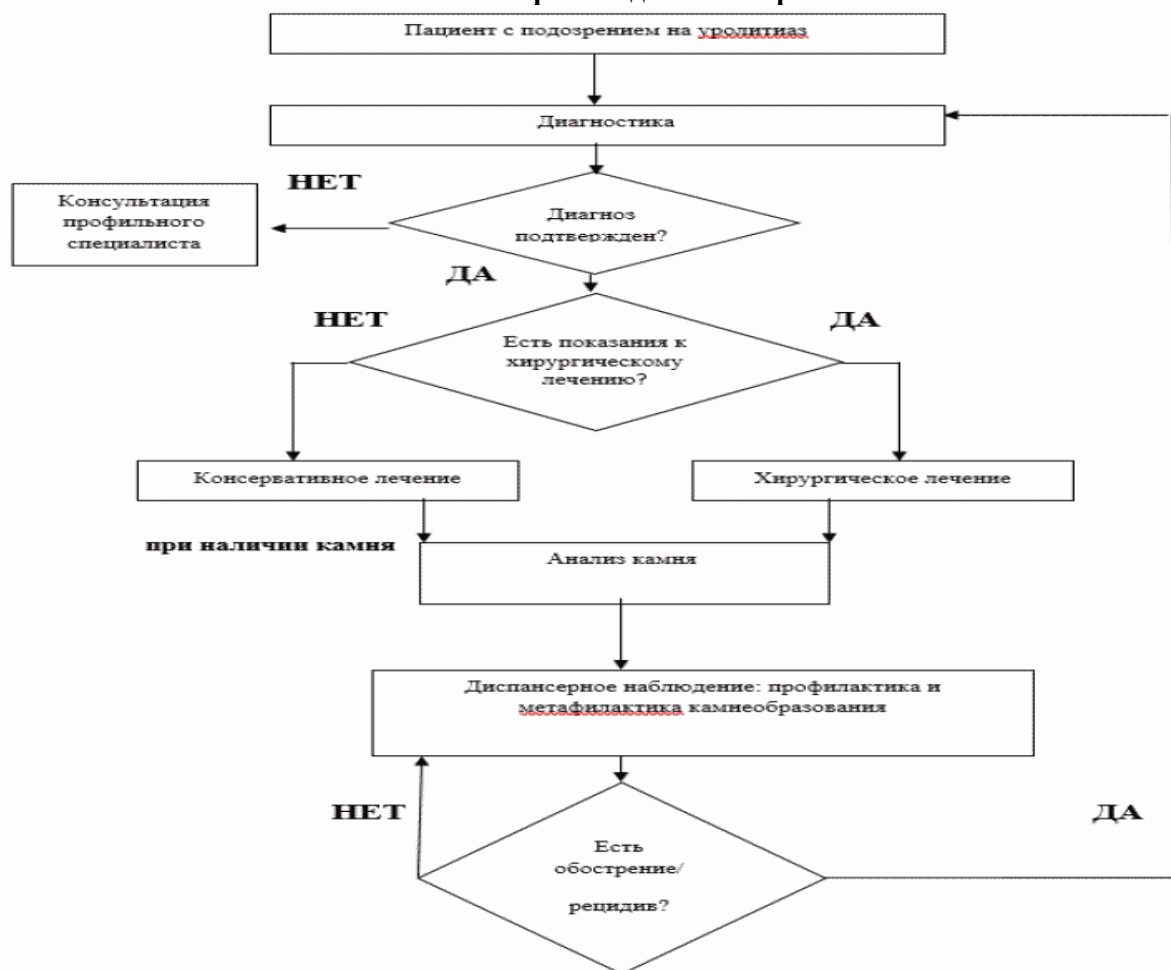 Пациент с подозрением на уролитиаз
Диагностика
НЕТ
Консультация
профильного
специалиста
Диагноз
подтвержден?
ДА
НЕТ
ДА
Есть показания к
хирургическому
лечению?
Консервативное лечение
Хирургическое лечение
при наличии камня
Анализ камня
Диспансерное наблюдение: профилактика и
метафилактика камнеобразования
НЕТ
ДА
Есть
обострение/
рецидив?